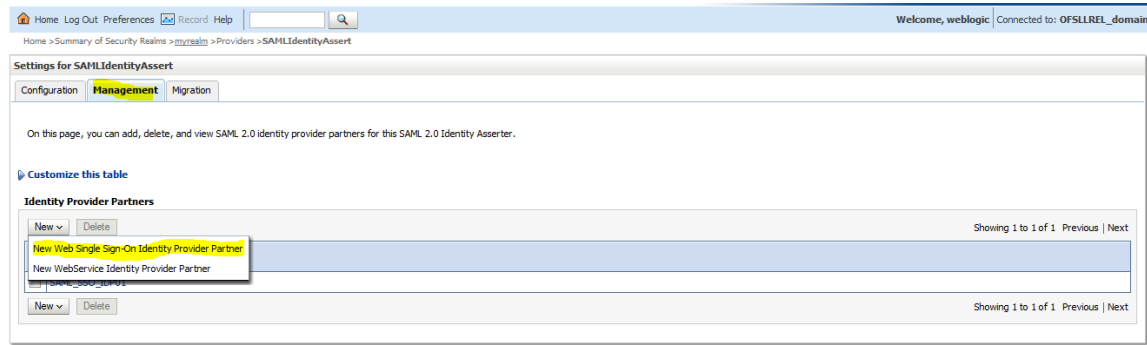 Home Log Out Preferences Record Help Welcome, weblogic Connected to: OFSLLREL_domain
Home >Summary of Security Realms >myrealm >Providers >SAMLIdentityAssert
Settings for SAMLIdentityAssert
Configuration Management Migration
On this page, you can add, delete, and view SAML 2.0 identity provider partners for this SAML 2.0 Identity Asserter.
Customize this table
Identity Provider Partners
New Delete Showing 1 to 1 of 1 Previous | Next
New Web Single Sign-On Identity Provider Partner
New WebService Identity Provider Partner
SAML_SSO_IDP01
New Delete Showing 1 to 1 of 1 Previous | Next